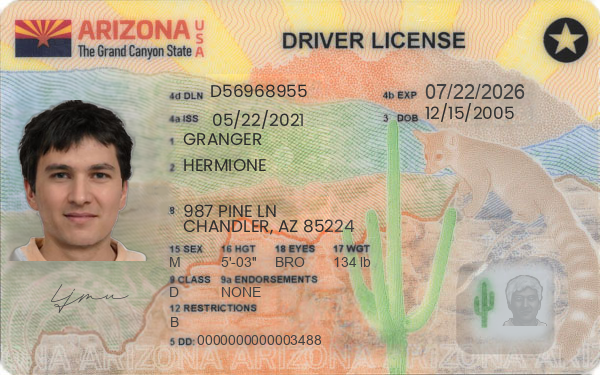 ARIZONA USA
The Grand Canyon State
DRIVER LICENSE
4d DLN D56968955
4b EXP 07/22/2026
4a ISS 05/22/2021
3 DOB 12/15/2005
1 GRANGER
2 HERMIONE
8 987 PINE LN
CHANDLER, AZ 85224
15 SEX 16 HGT 18 EYES 17 WGT
M 5'-03" BRO 134 lb
9 CLASS 9a ENDORSEMENTS
D NONE
12 RESTRICTIONS
B
5 DD: 0000000000003488
ARIZONA ARIZONA ARIZONA ARIZONA